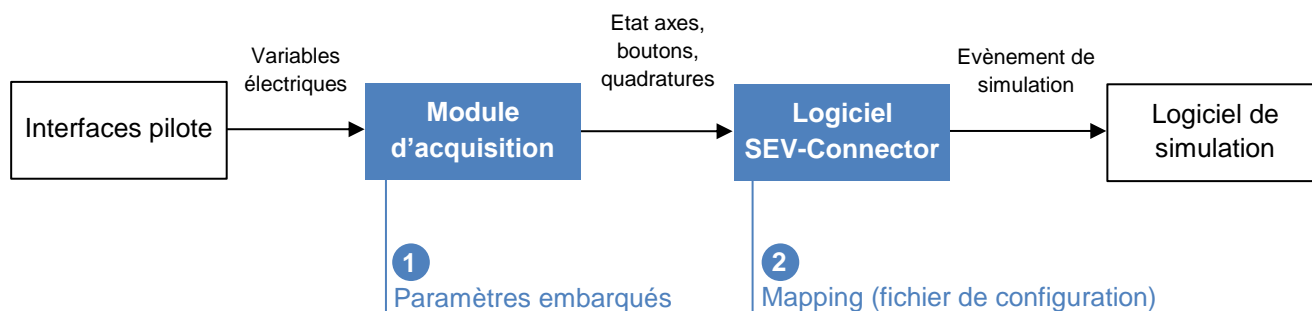 Interfaces pilote
Variables
électriques
Module
d'acquisition
Etat axes,
boutons,
quadratures
Logiciel
SEV-Connector
Evènement de
simulation
Logiciel de
simulation
1
Paramètres embarqués
2
Mapping (fichier de configuration)